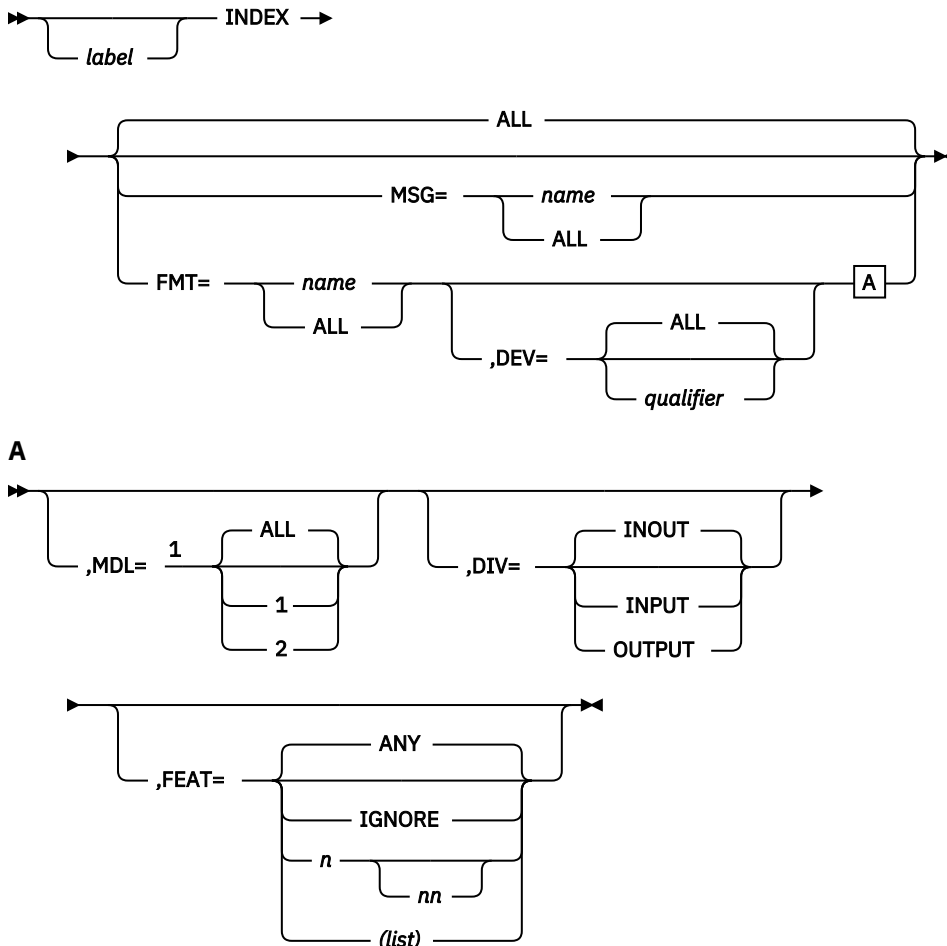 INDEX
label
ALL
MSG= name
ALL
FMT= name A
ALL
ALL
,DEV=
qualifier
A
ALL INOUT
,MDL= 1 ,DIV=
1 INPUT
2 OUTPUT
ANY
,FEAT=
IGNORE
n
nn
(list)